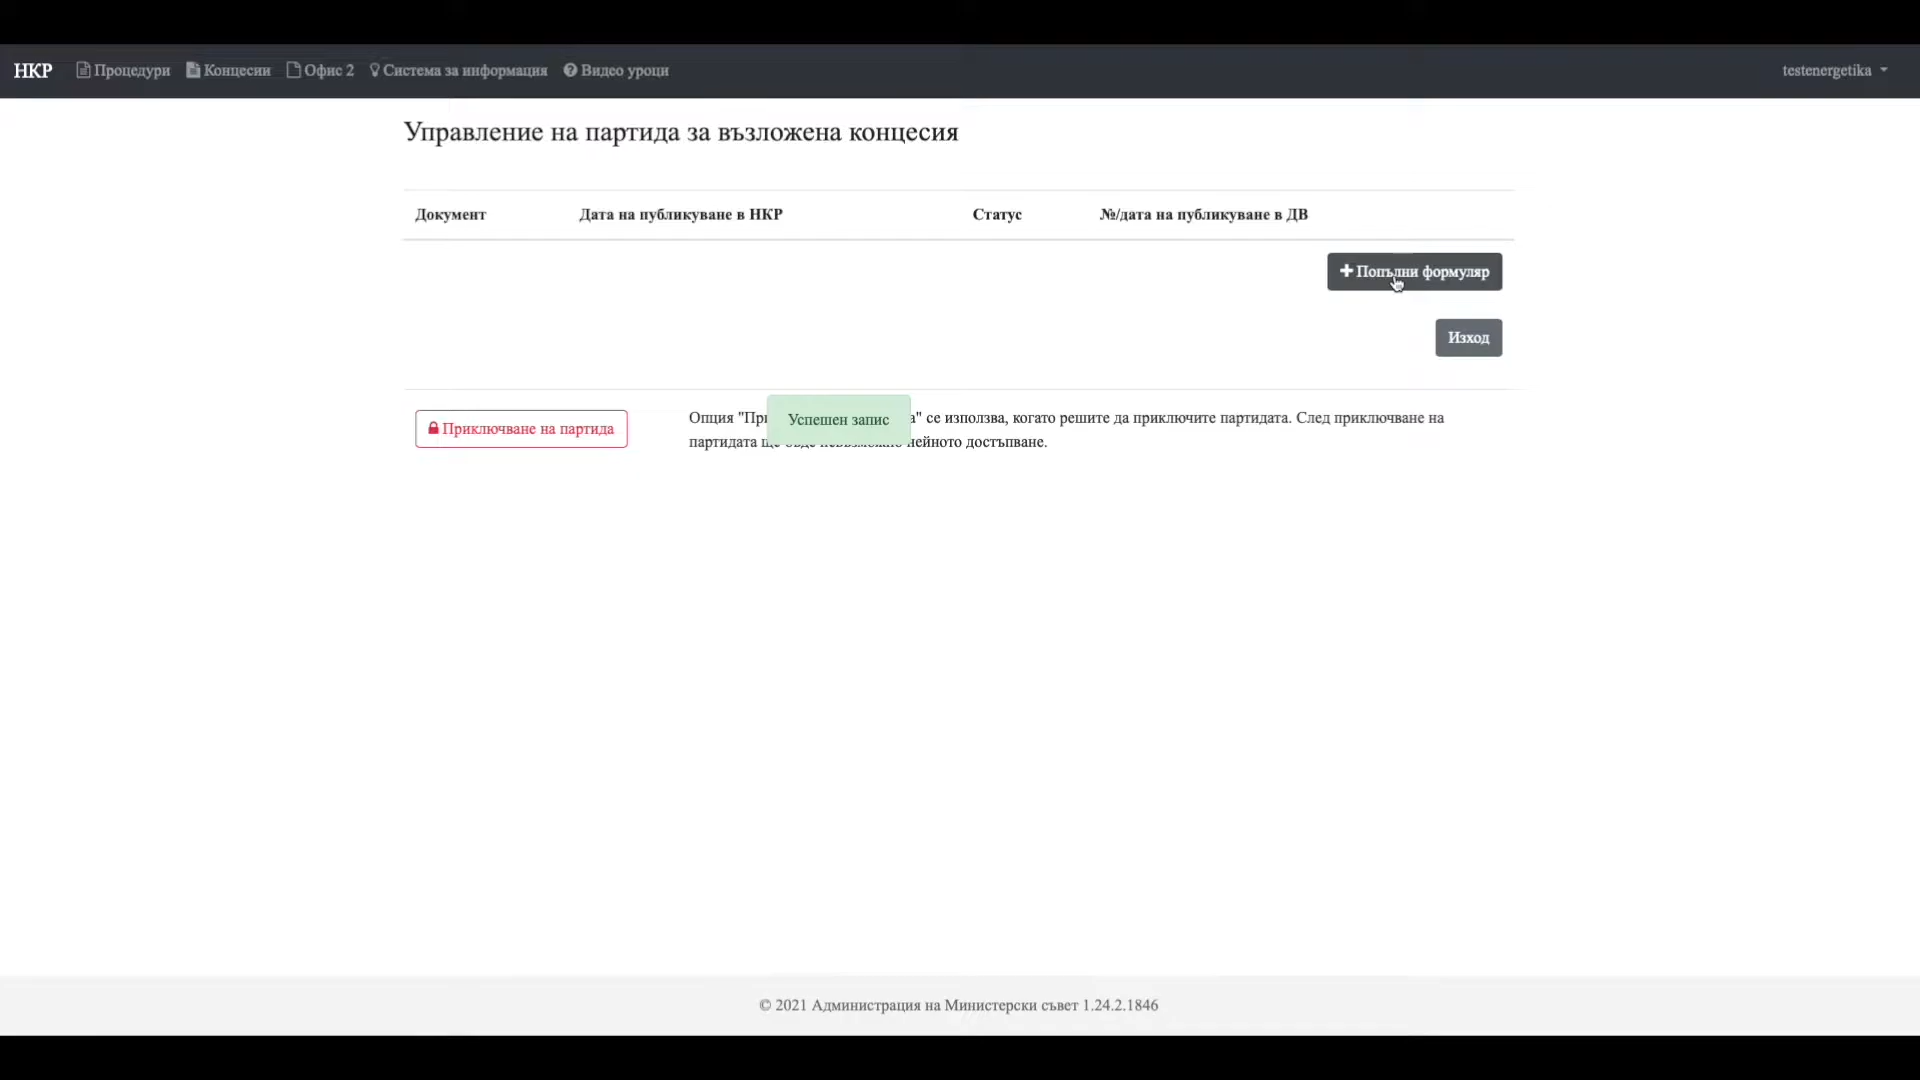 НКР Процедури Концесии Офис 2 Система за информация Видео уроци testenergetika
Управление на партида за възложена концесия
Документ Дата на публикуване в НКР Статус №/дата на публикуване в ДВ
Попълни формуляр
Изход
Приключване на партида
Успешен запис
Опция "При а" се използва, когато решите да приключите партидата. След приключване на
партидата нейното достъпване.
© 2021 Администрация на Министерски съвет 1.24.2.1846